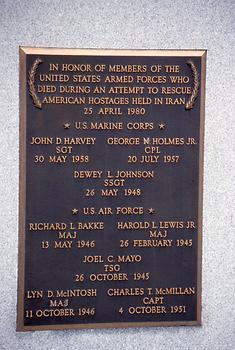 IN HONOR OF MEMBERS OF THE
UNITED STATES ARMED FORCES WHO
DIED DURING AN ATTEMPT TO RESCUE
AMERICAN HOSTAGES HELD IN IRAN
25 APRIL 1980
★ U.S. MARINE CORPS ★
JOHN D HARVEY GEORGE N HOLMES JR.
SGT CPL
30 MAY 1958 20 JULY 1957
DEWEY L. JOHNSON
SSGT
26 MAY 1948
★ U.S. AIR FORCE ★
RICHARD L BAKKE HAROLD L LEWIS JR
MAJ MAJ
13 MAY 1946 26 FEBRUARY 1945
JOEL C. MAYO
TSG
26 OCTOBER 1945
LYN D. McINTOSH CHARLES T. McMILLAN
MAJ CAPT
11 OCTOBER 1946 4 OCTOBER 1951